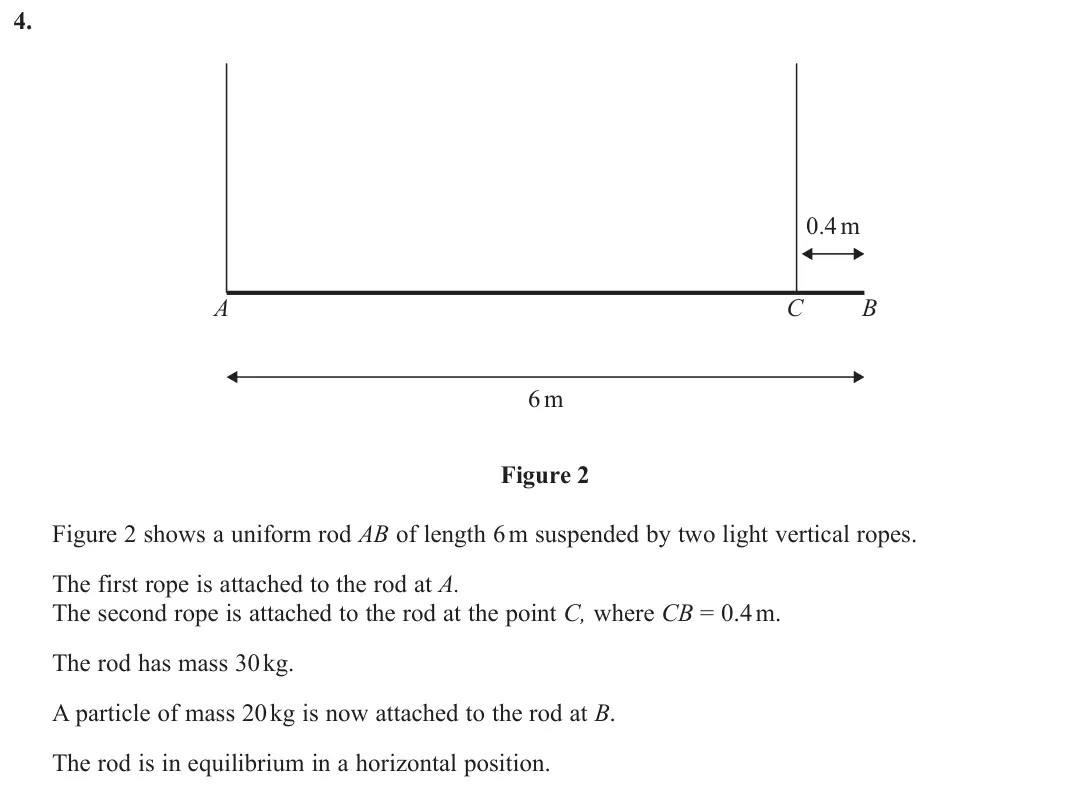 4.
0.4 m
A
C
B
6 m
Figure 2
Figure 2 shows a uniform rod AB of length 6 m suspended by two light vertical ropes.
The first rope is attached to the rod at A.
The second rope is attached to the rod at the point C, where CB = 0.4 m.
The rod has mass 30 kg.
A particle of mass 20 kg is now attached to the rod at B.
The rod is in equilibrium in a horizontal position.